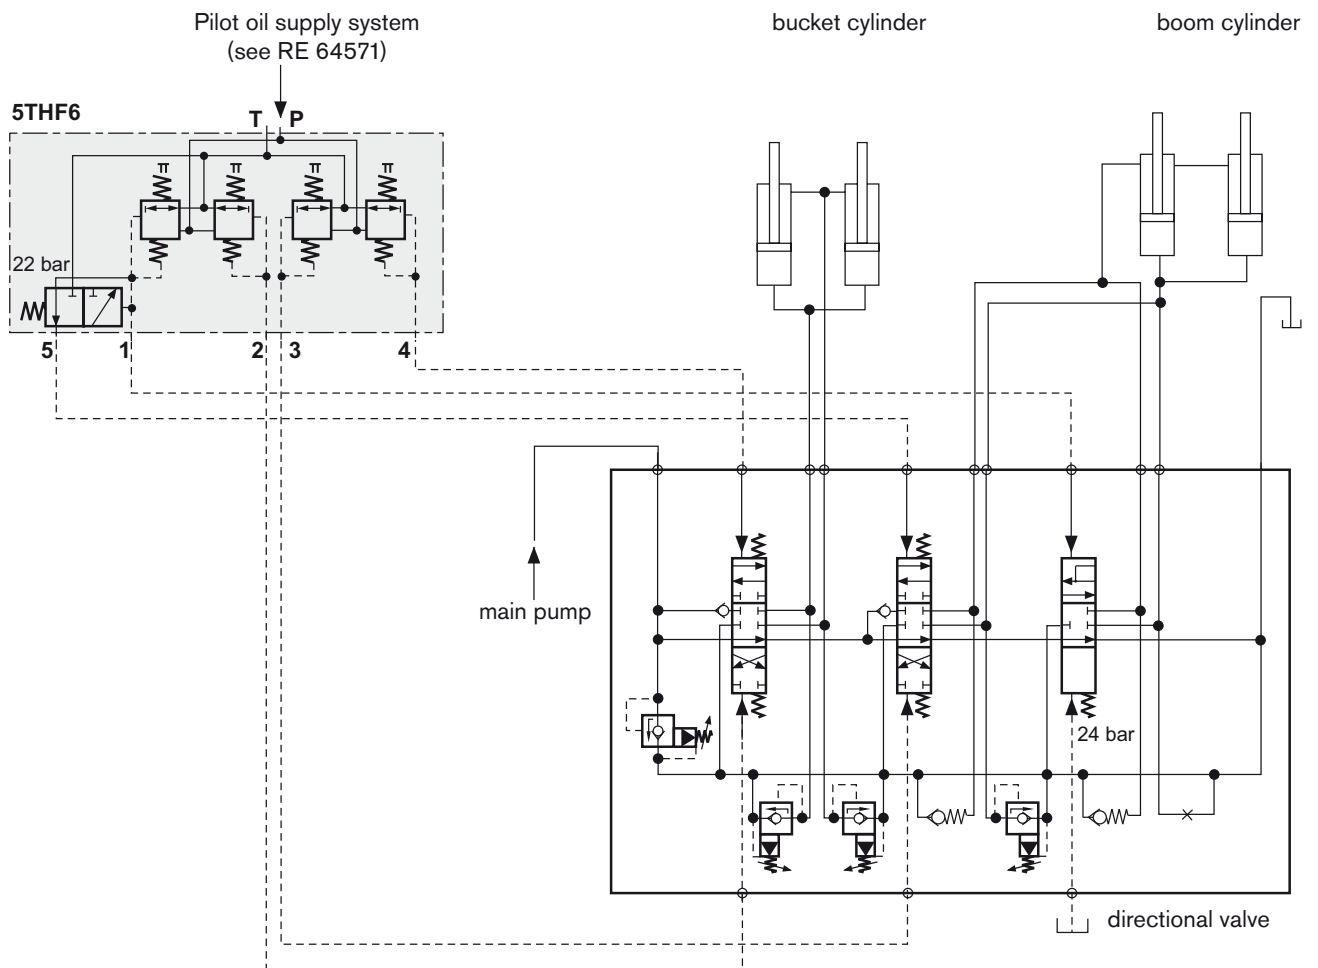 Pilot oil supply system
(see RE 64571)
bucket cylinder
boom cylinder
5THF6
T P
22 bar
5 1 2 3 4
main pump
24 bar
directional valve